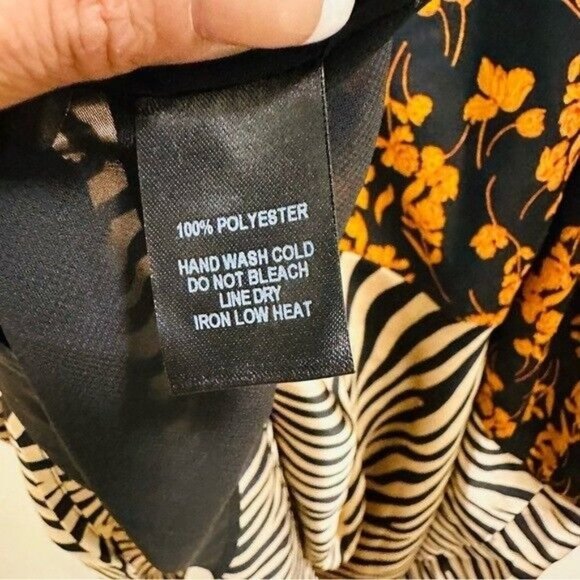 100% POLYESTER
HAND WASH COLD
DO NOT BLEACH
LINE DRY
IRON LOW HEAT